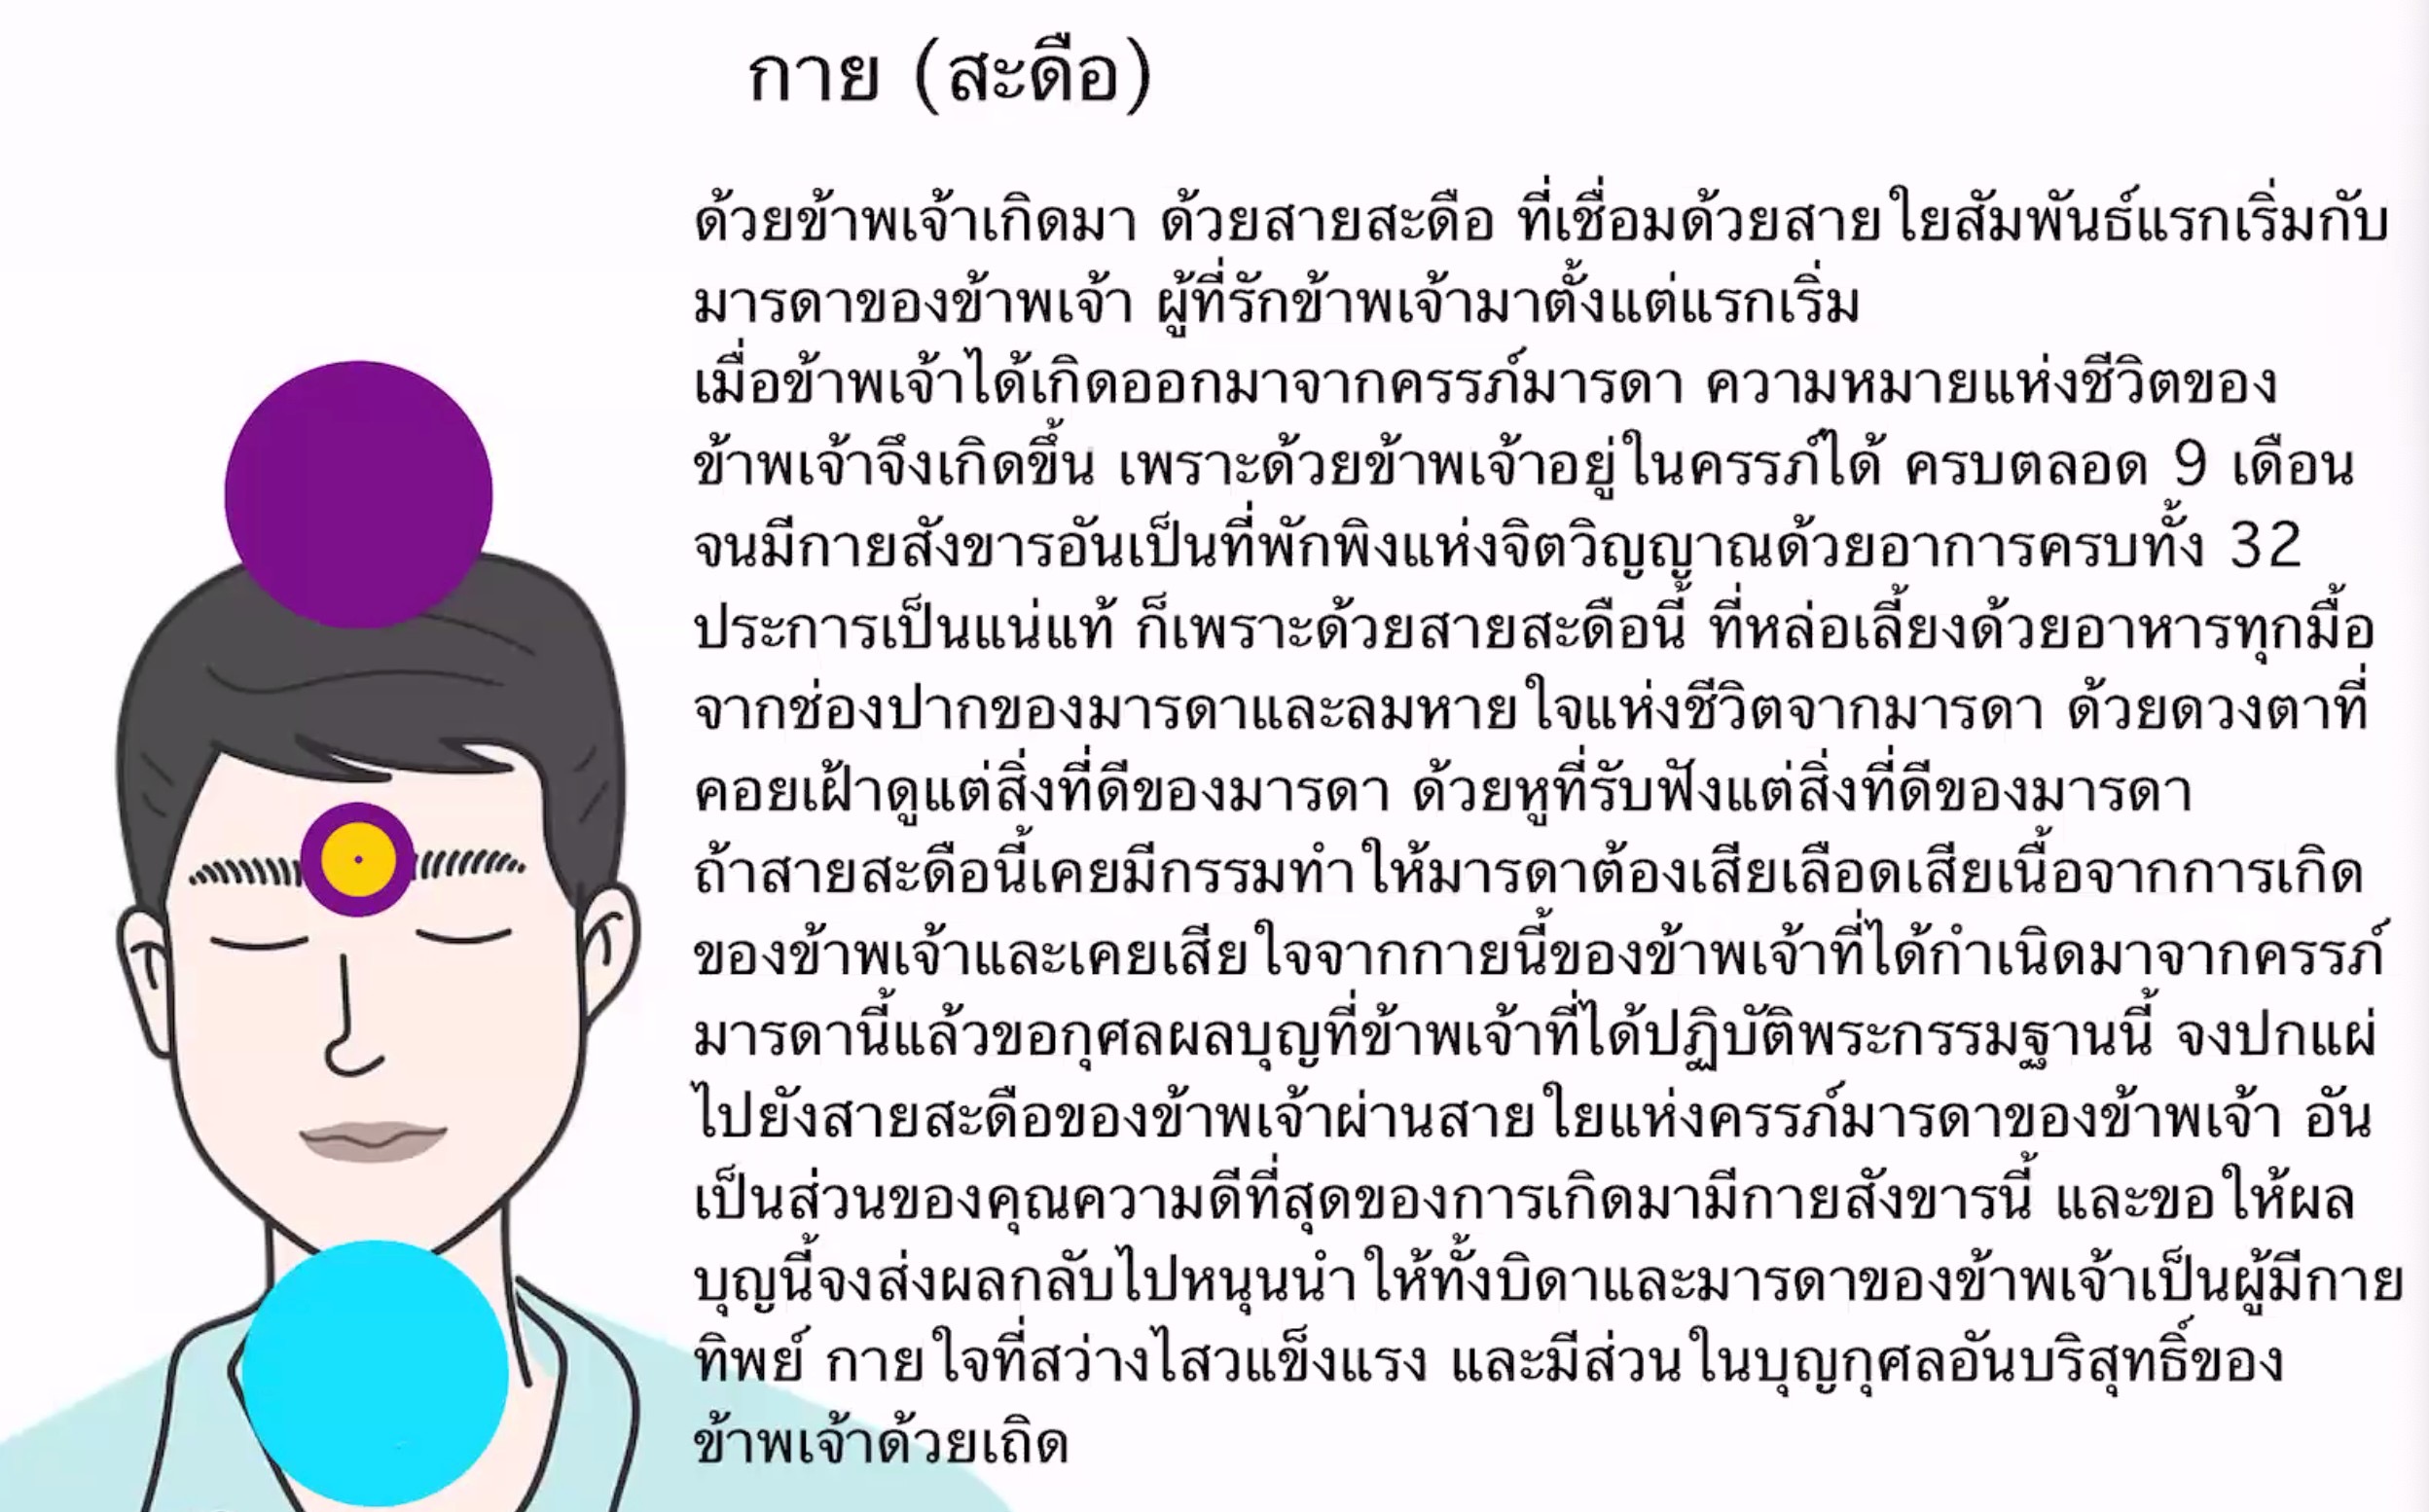 กาย (สะดือ)
ด้วยข้าพเจ้าเกิดมา ด้วยสายสะดือ ที่เชื่อมด้วยสายใยสัมพันธ์แรกเริ่มกับ
มารดาของข้าพเจ้า ผู้ที่รักข้าพเจ้ามาตั้งแต่แรกเริ่ม
เมื่อข้าพเจ้าได้เกิดออกมาจากครรภ์มารดา ความหมายแห่งชีวิตของ
ข้าพเจ้าจึงเกิดขึ้น เพราะด้วยข้าพเจ้าอยู่ในครรภ์ได้ ครบตลอด 9 เดือน
จนมีกายสังขารอันเป็นที่พักพิงแห่งจิตวิญญาณด้วยอาการครบทั้ง 32
ประการเป็นแน่แท้ ก็เพราะด้วยสายสะดือนี้ ที่หล่อเลี้ยงด้วยอาหารทุกมื้อ
จากช่องปากของมารดาและลมหายใจแห่งชีวิตจากมารดา ด้วยดวงตาที่
คอยเฝ้าดูแต่สิ่งที่ดีของมารดา ด้วยหูที่รับฟังแต่สิ่งที่ดีของมารดา
ถ้าสายสะดือนี้เคยมีกรรมทำให้มารดาต้องเสียเลือดเสียเนื้อจากการเกิด
ของข้าพเจ้าและเคยเสียใจจากกายนี้ของข้าพเจ้าที่ได้กำเนิดมาจากครรภ์
มารดานี้แล้วขอกุศลผลบุญที่ข้าพเจ้าที่ได้ปฏิบัติพระกรรมฐานนี้ จงปกแผ่
ไปยังสายสะดือของข้าพเจ้าผ่านสายใยแห่งครรภ์มารดาของข้าพเจ้า อัน
เป็นส่วนของคุณความดีที่สุดของการเกิดมามีกายสังขารนี้ และขอให้ผล
บุญนี้จงส่งผลกลับไปหนุนนำให้ทั้งบิดาและมารดาของข้าพเจ้าเป็นผู้มีกาย
ทิพย์ กายใจที่สว่างไสวแข็งแรง และมีส่วนในบุญกุศลอันบริสุทธิ์ของ
ข้าพเจ้าด้วยเถิด